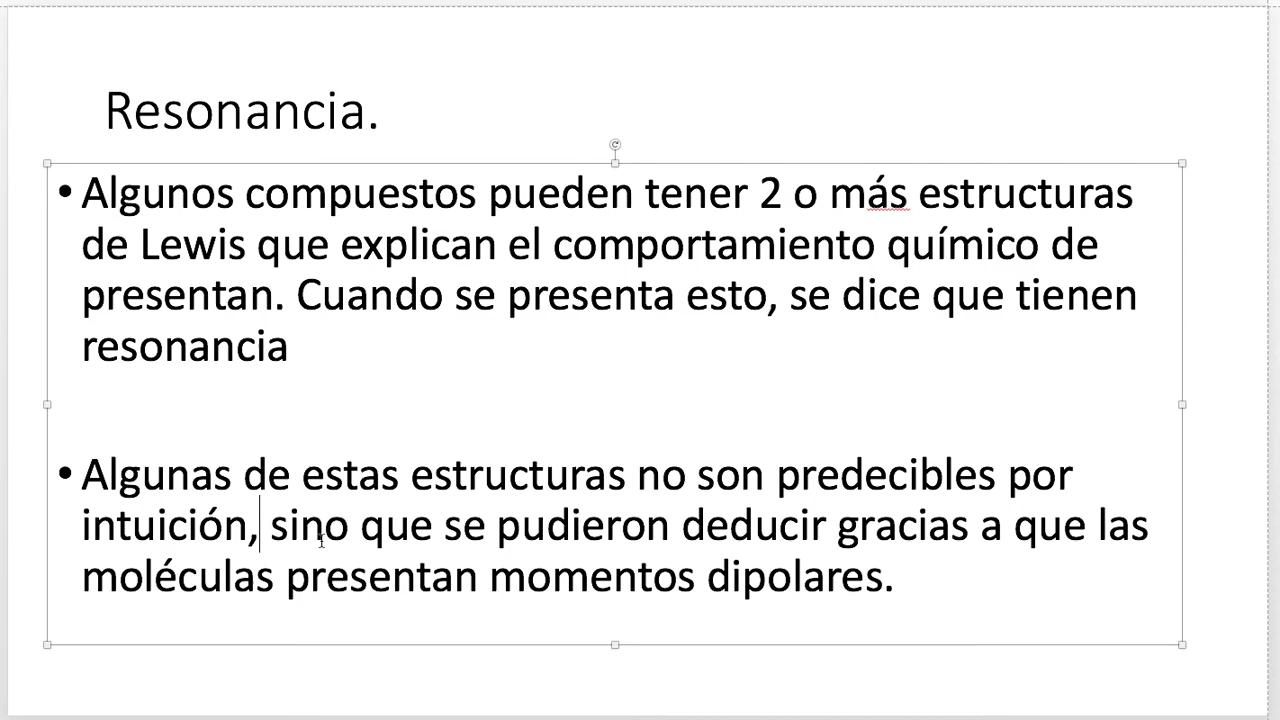 Resonancia.
• Algunos compuestos pueden tener 2 o más estructuras
de Lewis que explican el comportamiento químico de
presentan. Cuando se presenta esto, se dice que tienen
resonancia
• Algunas de estas estructuras no son predecibles por
intuición, sino que se pudieron deducir gracias a que las
moléculas presentan momentos dipolares.